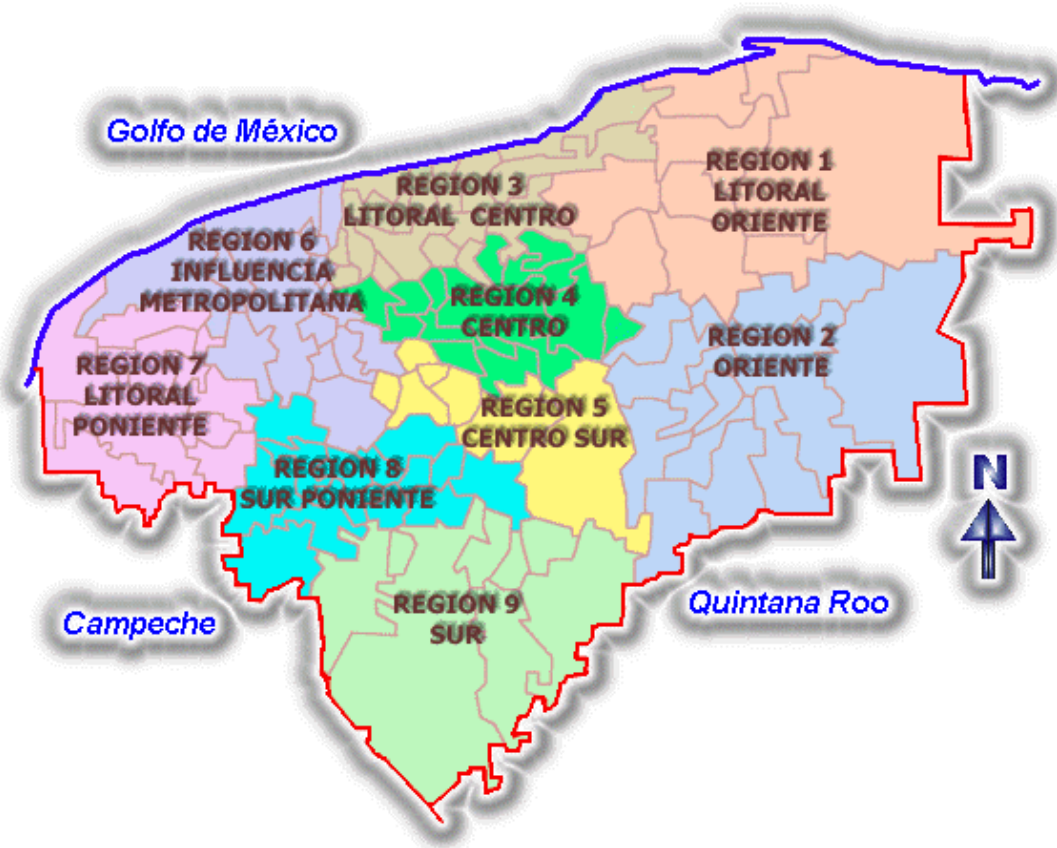 Golfo de México
REGION 1
LITORAL
ORIENTE
REGION 3
LITORAL CENTRO
REGION 6
INFLUENCIA
METROPOLITANA
REGION 4
CENTRO
REGION 2
ORIENTE
REGION 7
LITORAL
PONIENTE
REGION 5
CENTRO SUR
REGION 8
SUR PONIENTE
N
REGION 9
SUR
Campeche
Quintana Roo